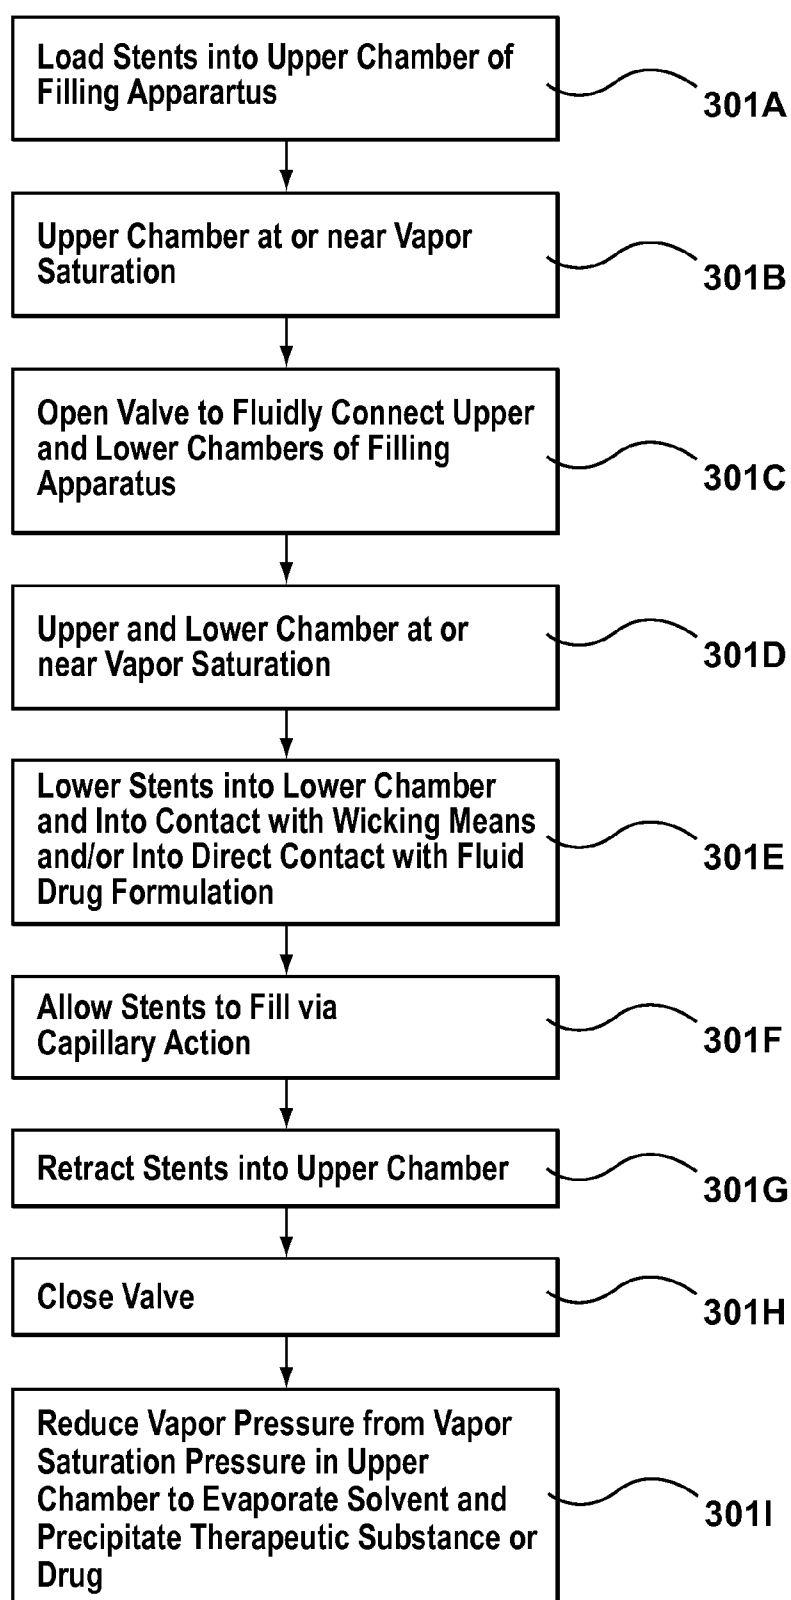 Load Stents into Upper Chamber of
Filling Apparartus
301A
Upper Chamber at or near Vapor
Saturation
301B
Open Valve to Fluidly Connect Upper
and Lower Chambers of Filling
Apparatus
301C
Upper and Lower Chamber at or
near Vapor Saturation
301D
Lower Stents into Lower Chamber
and Into Contact with Wicking Means
and/or Into Direct Contact with Fluid
Drug Formulation
301E
Allow Stents to Fill via
Capillary Action
301F
Retract Stents into Upper Chamber
301G
Close Valve
301H
Reduce Vapor Pressure from Vapor
Saturation Pressure in Upper
Chamber to Evaporate Solvent and
Precipitate Therapeutic Substance or
Drug
301I